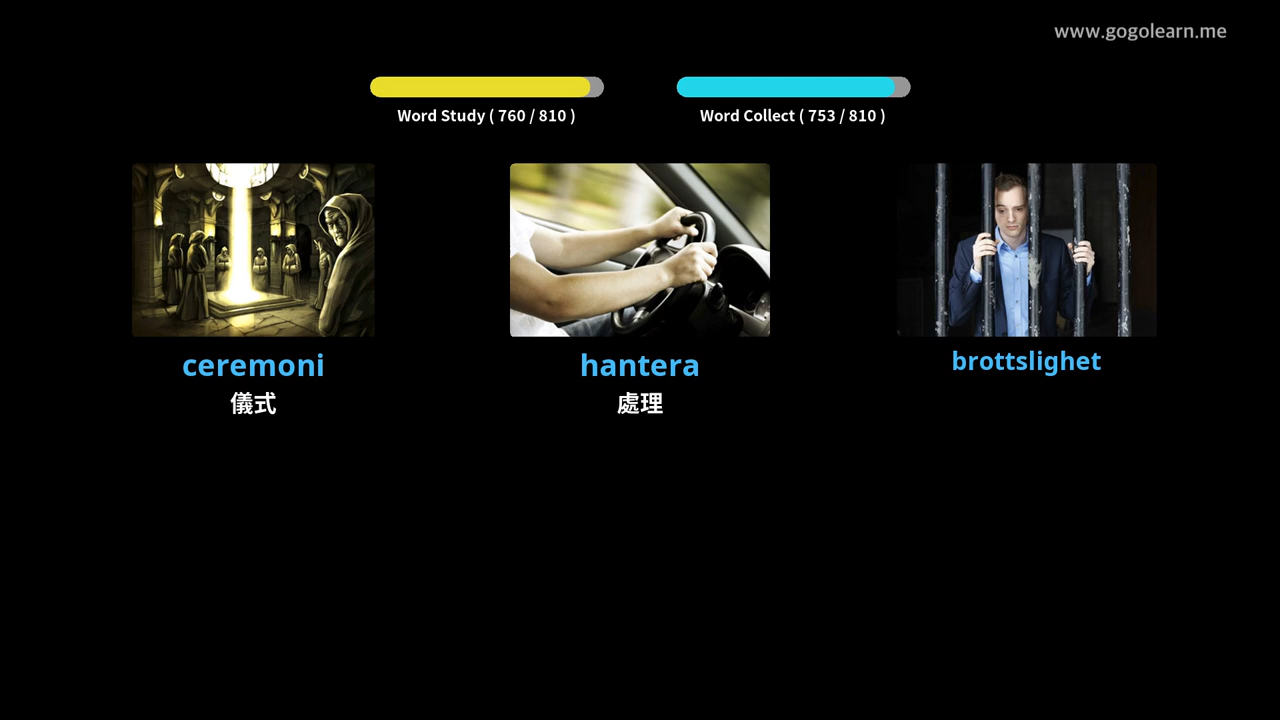 www.gogolearn.me
Word Study ( 760 / 810 )
Word Collect ( 753 / 810 )
ceremoni
儀式
hantera
處理
brottslighet